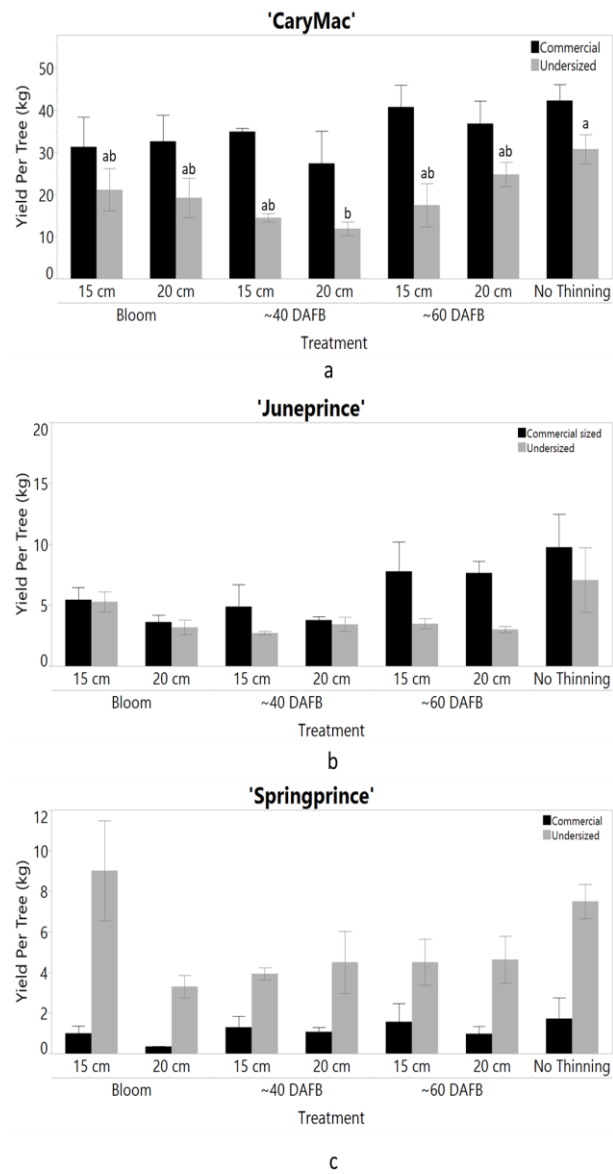 'CaryMac'
Commercial
Undersized
50
40
30
20
10
0
Yield Per Tree (kg)
ab
ab
ab
b
ab
ab
a
15 cm 20 cm 15 cm 20 cm 15 cm 20 cm No Thinning
Bloom ~40 DAFB ~60 DAFB
Treatment
a
'Juneprince'
Commercial sized
Undersized
20
15
10
5
0
Yield Per Tree (kg)
15 cm 20 cm 15 cm 20 cm 15 cm 20 cm No Thinning
Bloom ~40 DAFB ~60 DAFB
Treatment
b
'Springprince'
Commercial
Undersized
12
10
8
6
4
2
0
Yield Per Tree (kg)
15 cm 20 cm 15 cm 20 cm 15 cm 20 cm No Thinning
Bloom ~40 DAFB ~60 DAFB
Treatment
c